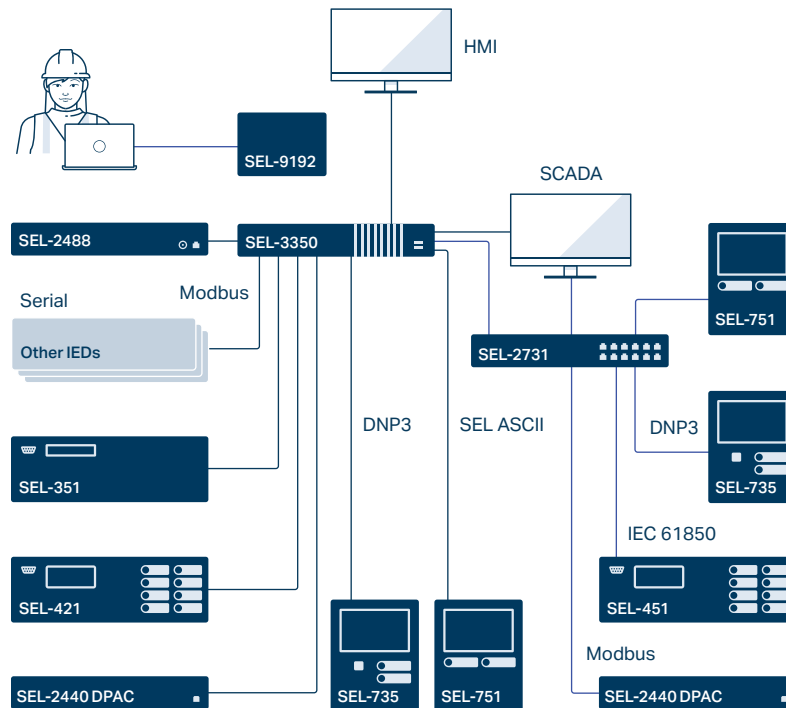 HMI
SEL-9192
SCADA
SEL-2488
SEL-3350
Serial
Modbus
Other IEDs
SEL-751
SEL-2731
DNP3
SEL ASCII
DNP3
SEL-351
SEL-735
IEC 61850
SEL-421
SEL-451
Modbus
SEL-2440 DPAC
SEL-735
SEL-751
SEL-2440 DPAC